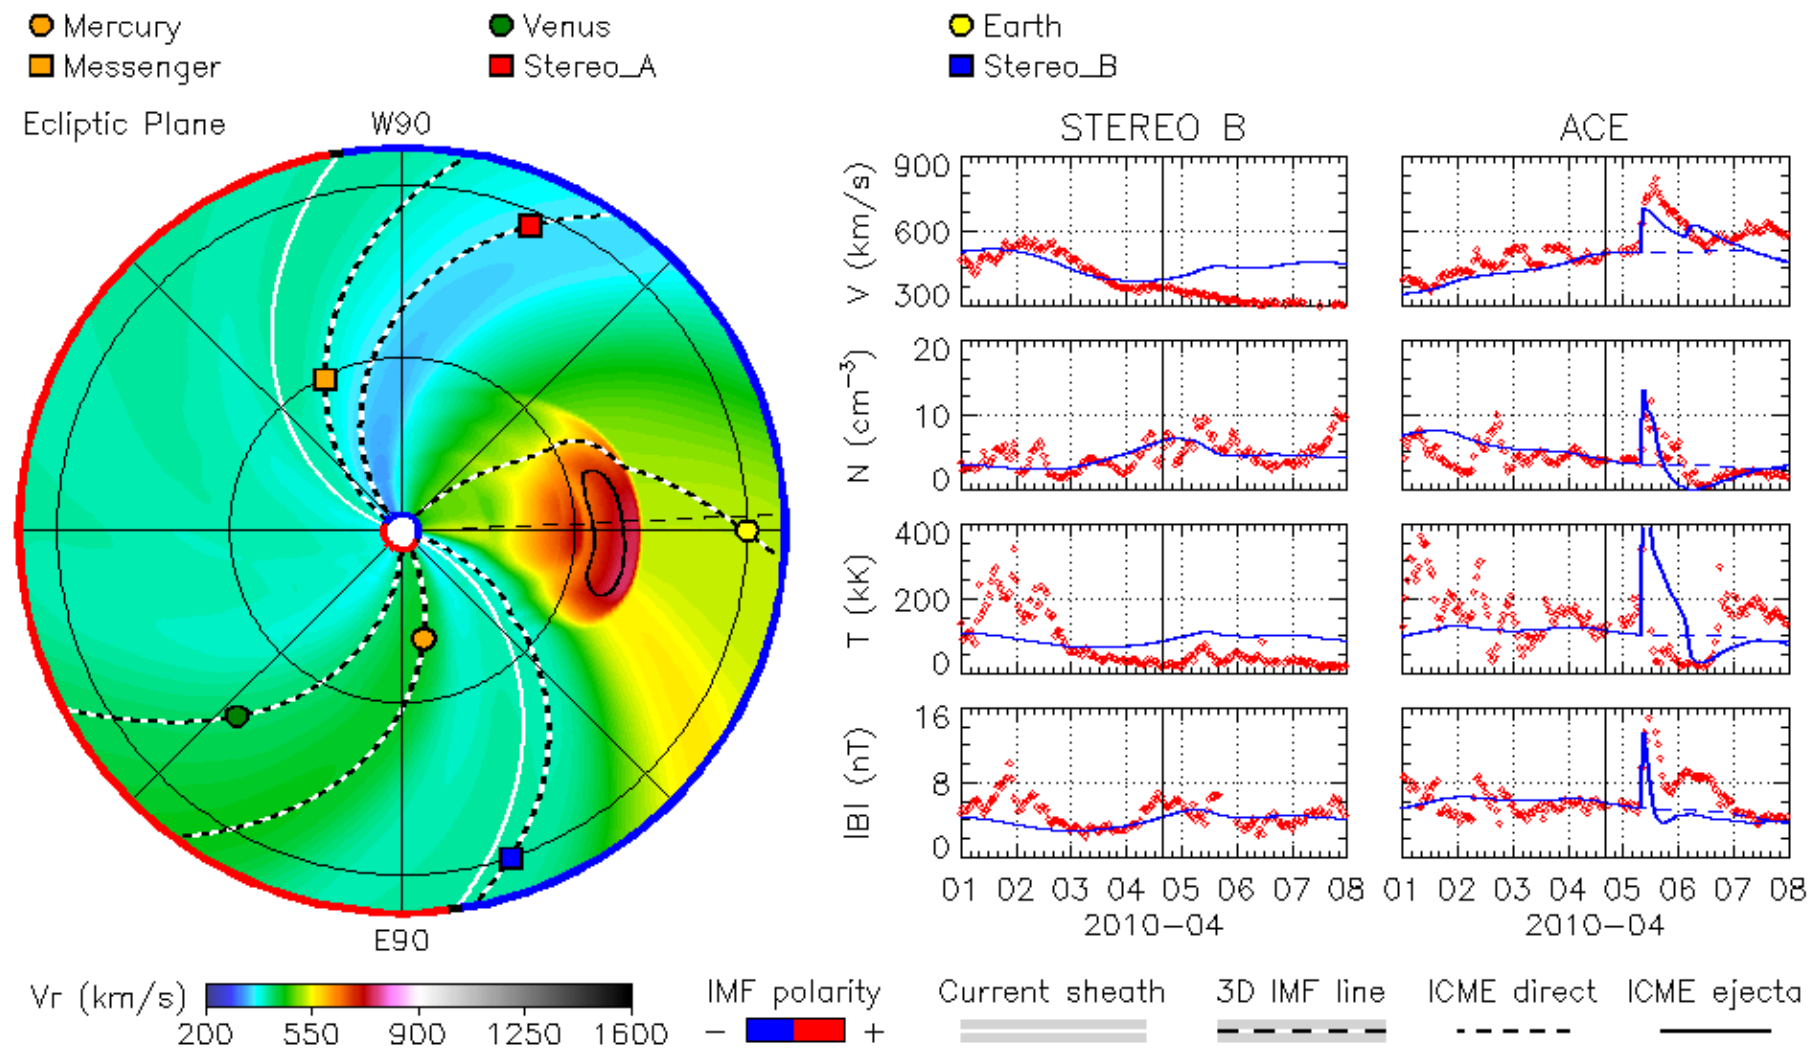 Mercury Venus Earth
Messenger Stereo_A Stereo_B
Ecliptic Plane
W90
E90
STEREO B ACE
V (km/s)
900
600
300
N (cm⁻³)
20
10
0
T (kK)
400
200
0
|B| (nT)
16
8
0
01 02 03 04 05 06 07 08
2010-04
01 02 03 04 05 06 07 08
2010-04
Vr (km/s)
200 550 900 1250 1600
IMF polarity
- +
Current sheath
3D IMF line
ICME direct
ICME ejecta